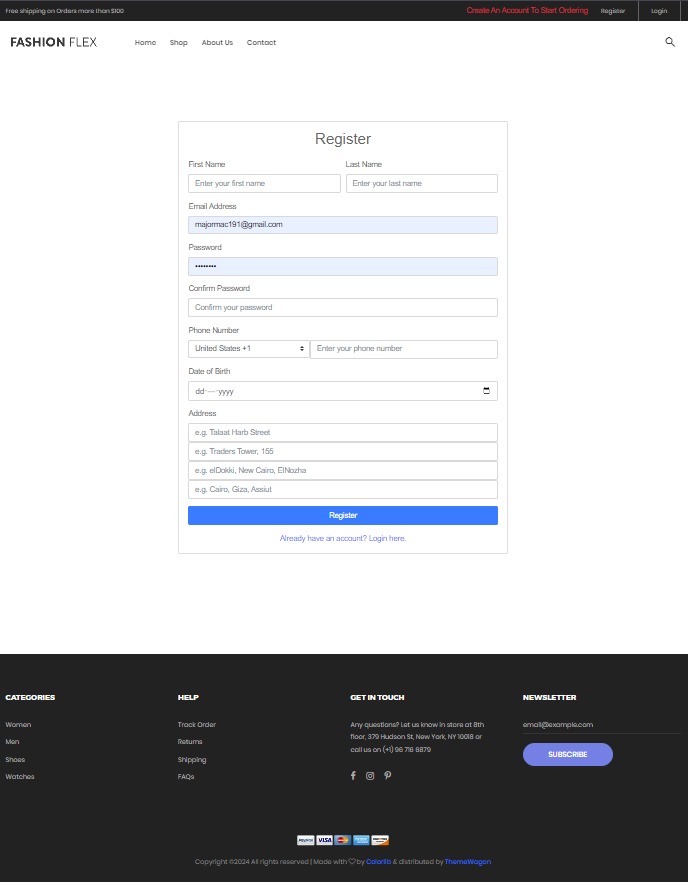 Free shipping on Orders more than $100
Create An Account To Start Ordering Register Login
FASHION FLEX Home Shop About Us Contact
Register
First Name Last Name
Enter your first name Enter your last name
Email Address
majormac191@gmail.com
Password
••••••••
Confirm Password
Confirm your password
Phone Number
United States +1 Enter your phone number
Date of Birth
dd-----yyyy
Address
e.g. Talaat Harb Street
e.g. Traders Tower, 155
e.g. elDokki, New Cairo, ElNozha
e.g. Cairo, Giza, Assiut
Register
Already have an account? Login here.
CATEGORIES
Women
Men
Shoes
Watches
HELP
Track Order
Returns
Shipping
FAQs
GET IN TOUCH
Any questions? Let us know in store at 8th
floor, 379 Hudson St, New York, NY 10018 or
call us on (+1) 96 716 6879
NEWSLETTER
email@example.com
SUBSCRIBE
VISA
Copyright ©2024 All rights reserved | Made with ♡ by Colorlib & distributed by ThemeWagon